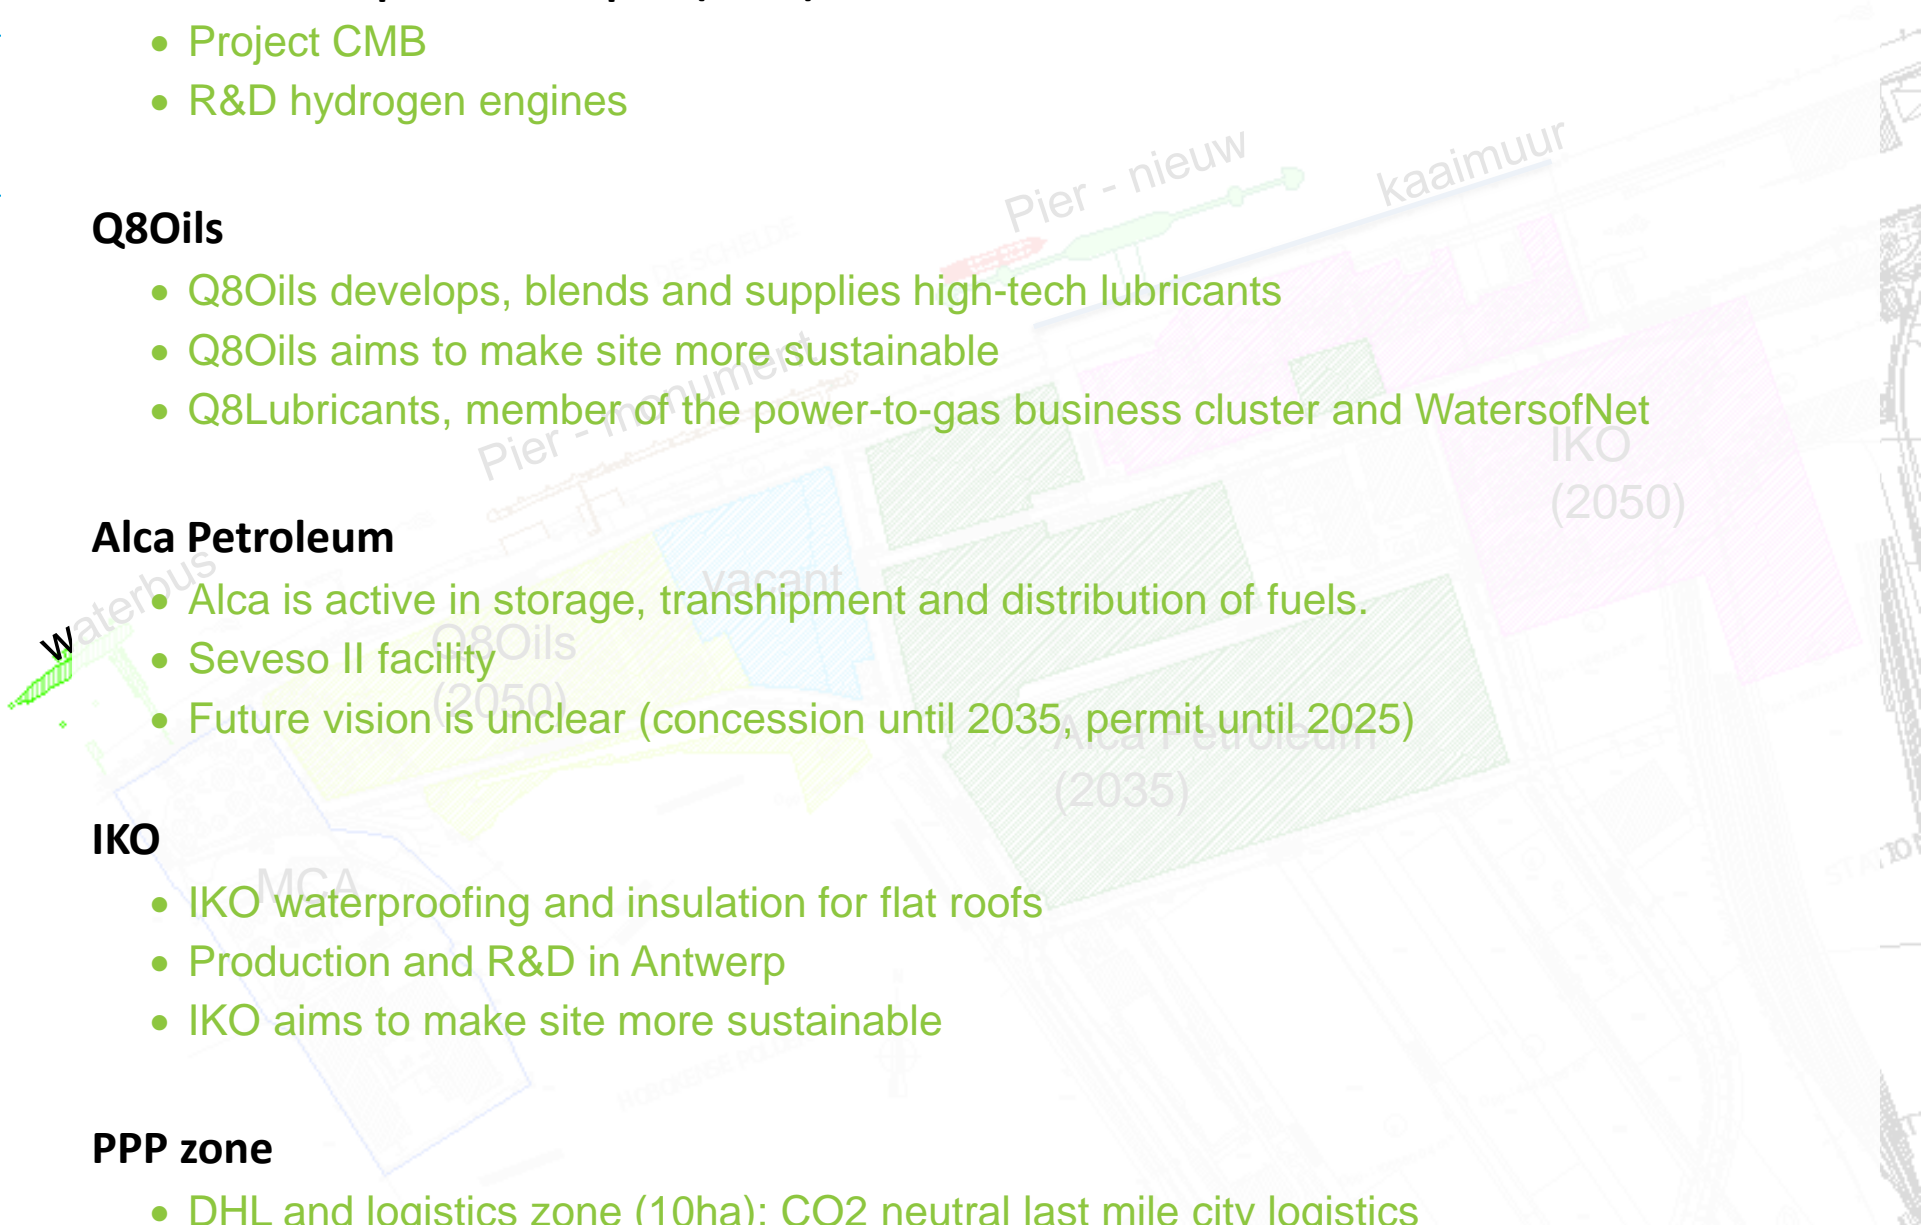 • Project CMB
• R&D hydrogen engines
Pier - nieuw
kaaimuur
Q8Oils
• Q8Oils develops, blends and supplies high-tech lubricants
• Q8Oils aims to make site more sustainable
Pier - monument
• Q8Lubricants, member of the power-to-gas business cluster and WatersofNet
IKO
(2050)
Alca Petroleum
waterbus
vacant
• Alca is active in storage, transhipment and distribution of fuels.
Q8Oils
(2050)
• Seveso II facility
• Future vision is unclear (concession until 2035, permit until 2025)
Alca Petroleum
(2035)
IKO
MCA
• IKO waterproofing and insulation for flat roofs
• Production and R&D in Antwerp
• IKO aims to make site more sustainable
PPP zone
• DHL and logistics zone (10ha): CO2 neutral last mile city logistics